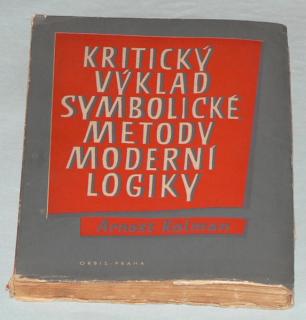 KRITICKÝ
VÝKLAD
SYMBOLICKÉ
METODY
MODERNÍ
LOGIKY
Arnošt Kolman
ORBIS-PRAHA